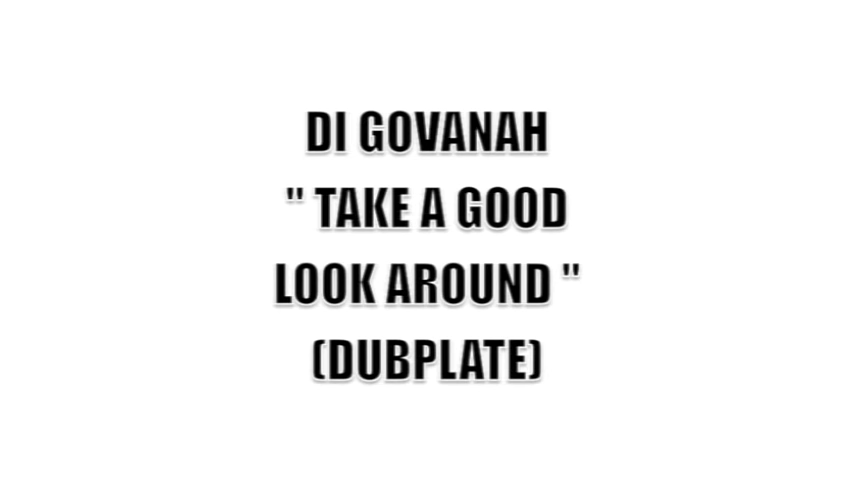 DI GOVANAH
" TAKE A GOOD
LOOK AROUND "
(DUBPLATE)